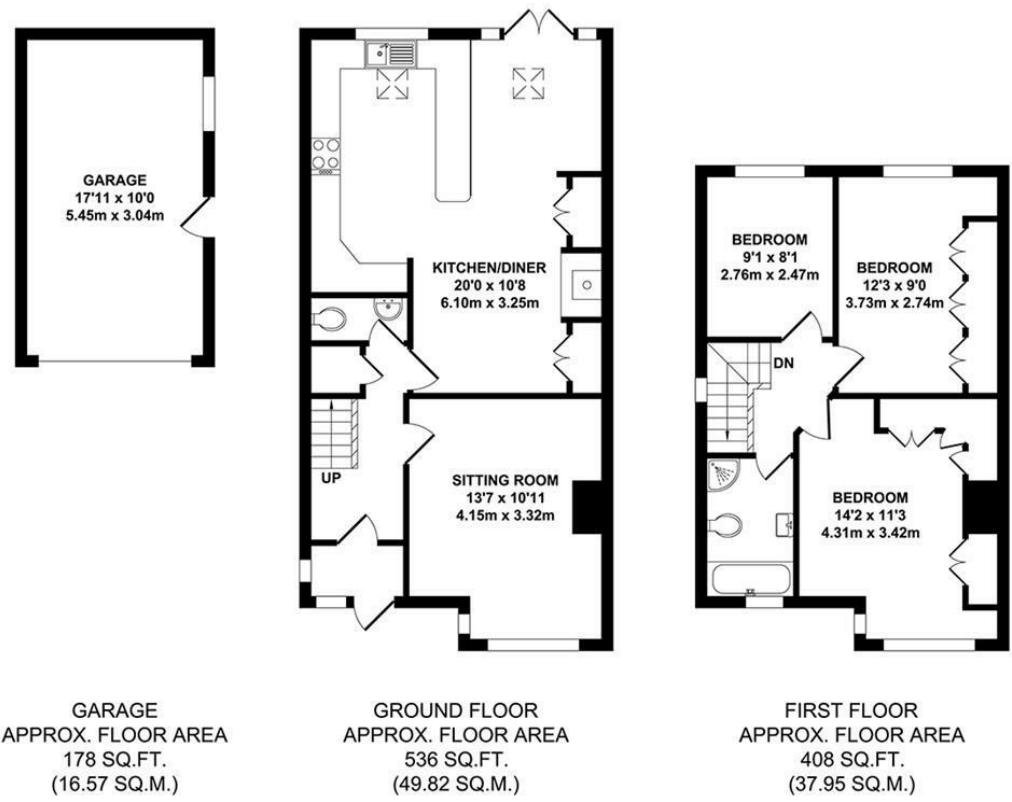 GARAGE
17'11 x 10'0
5.45m x 3.04m
KITCHEN/DINER
20'0 x 10'8
6.10m x 3.25m
UP
SITTING ROOM
13'7 x 10'11
4.15m x 3.32m
BEDROOM
9'1 x 8'1
2.76m x 2.47m
BEDROOM
12'3 x 9'0
3.73m x 2.74m
DN
BEDROOM
14'2 x 11'3
4.31m x 3.42m
GARAGE
APPROX. FLOOR AREA
178 SQ.FT.
(16.57 SQ.M.)
GROUND FLOOR
APPROX. FLOOR AREA
536 SQ.FT.
(49.82 SQ.M.)
FIRST FLOOR
APPROX. FLOOR AREA
408 SQ.FT.
(37.95 SQ.M.)